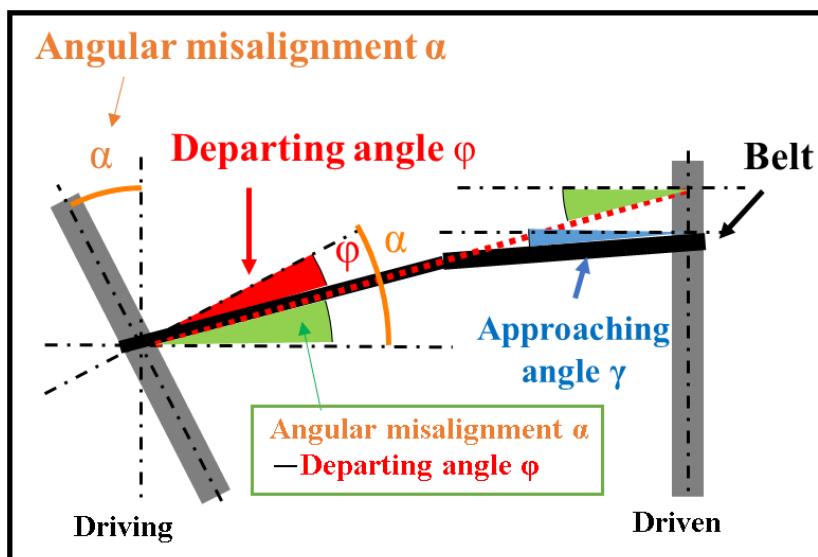 Angular misalignment α
α
Departing angle φ
Belt
φ
α
Approaching
angle γ
Angular misalignment α
－Departing angle φ
Driving
Driven